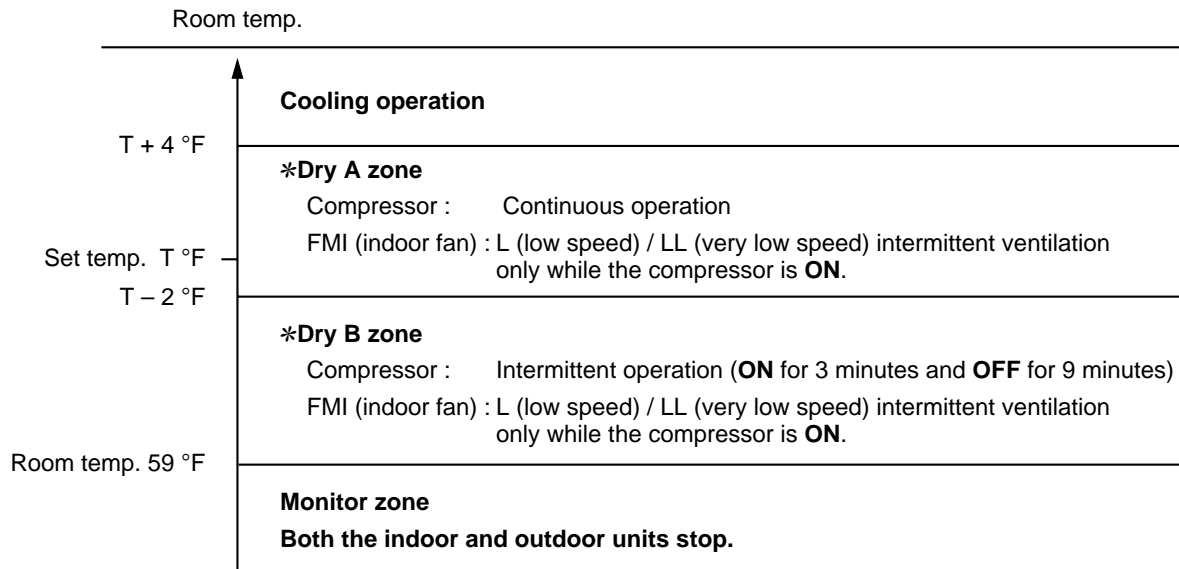 Room temp.
Cooling operation
T + 4 °F
*Dry A zone
Compressor : Continuous operation
FMI (indoor fan) : L (low speed) / LL (very low speed) intermittent ventilation
only while the compressor is ON.
Set temp. T °F
T – 2 °F
*Dry B zone
Compressor : Intermittent operation (ON for 3 minutes and OFF for 9 minutes)
FMI (indoor fan) : L (low speed) / LL (very low speed) intermittent ventilation
only while the compressor is ON.
Room temp. 59 °F
Monitor zone
Both the indoor and outdoor units stop.